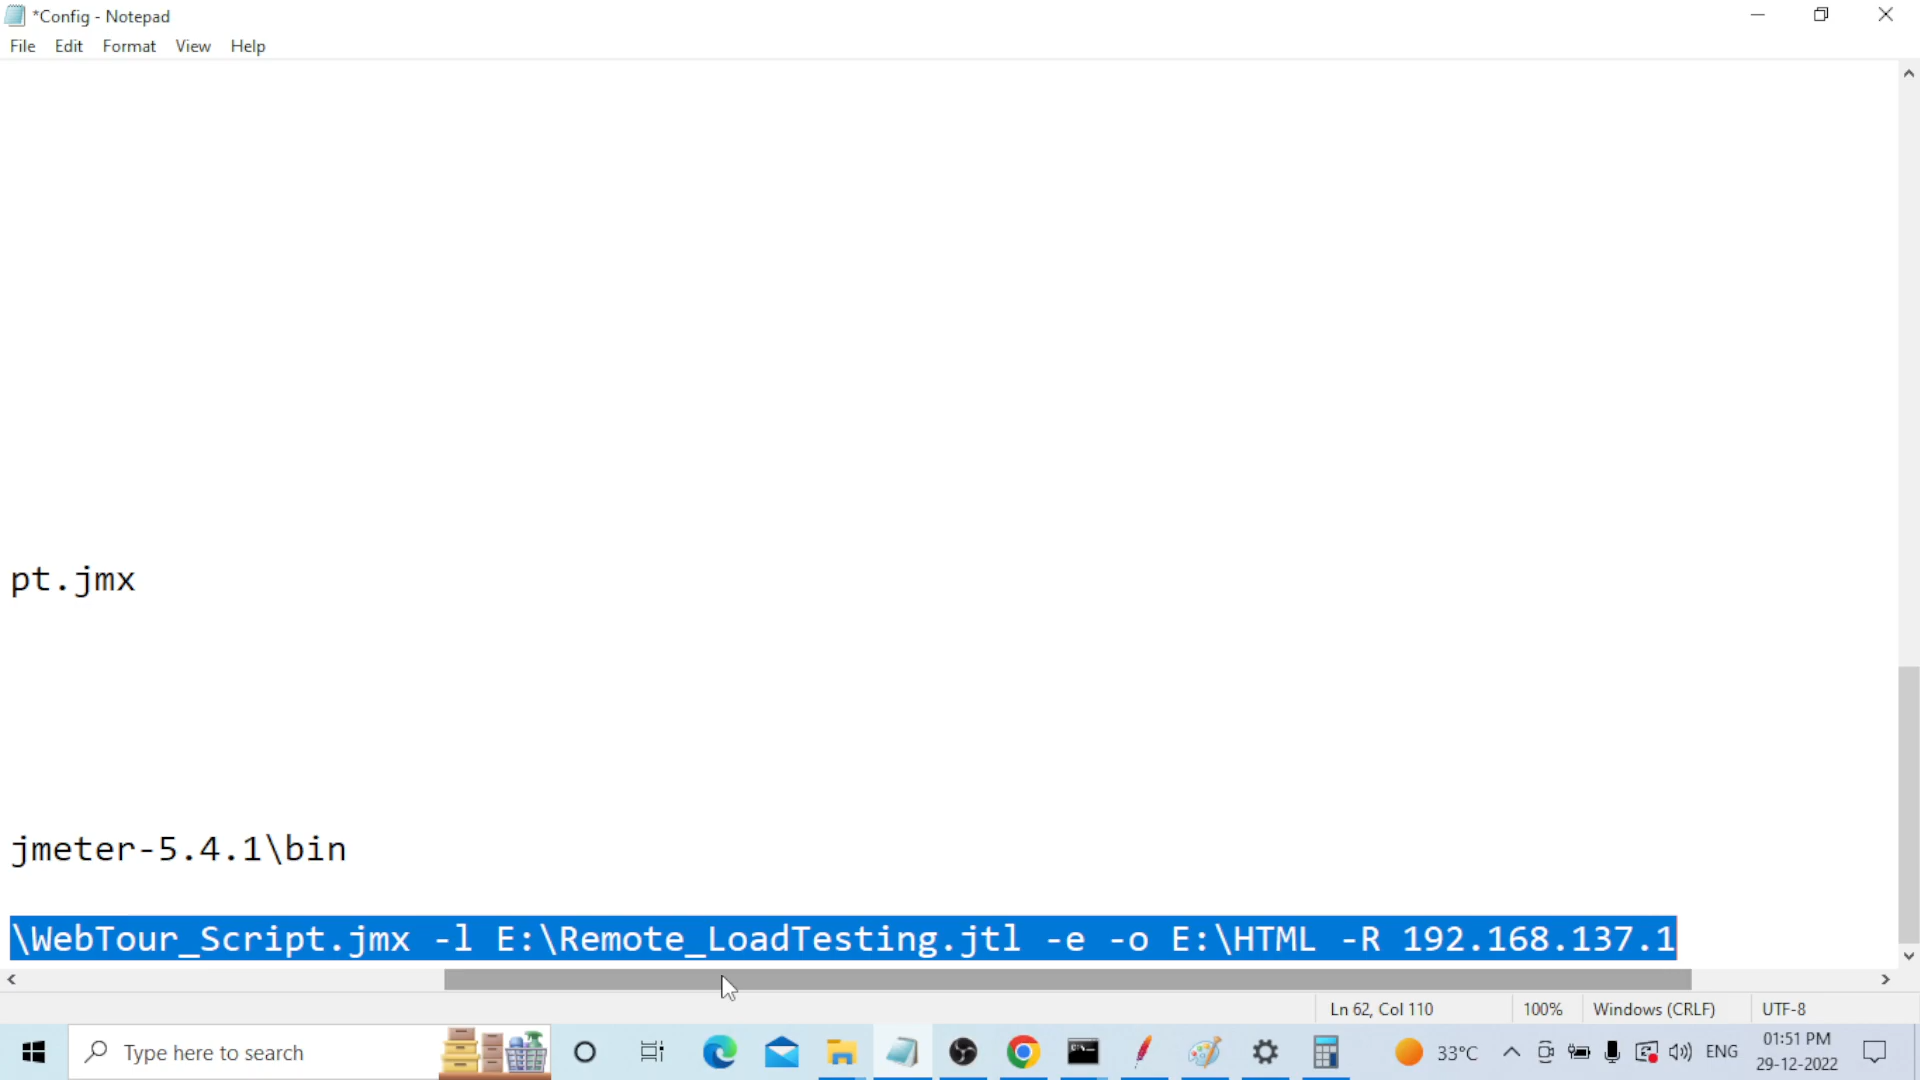 *Config - Notepad
File Edit Format View Help
pt.jmx
jmeter-5.4.1\bin
\WebTour_Script.jmx -l E:\Remote_LoadTesting.jtl -e -o E:\HTML -R 192.168.137.1
Ln 62, Col 110 100% Windows (CRLF) UTF-8
Type here to search 33°C ENG 01:51 PM
29-12-2022